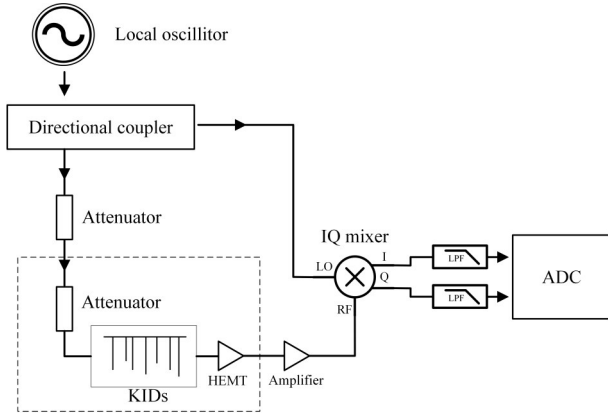 Local oscillitor
Directional coupler
Attenuator
IQ mixer
LO
I
Q
RF
LPF
LPF
ADC
Attenuator
KIDs
HEMT
Amplifier